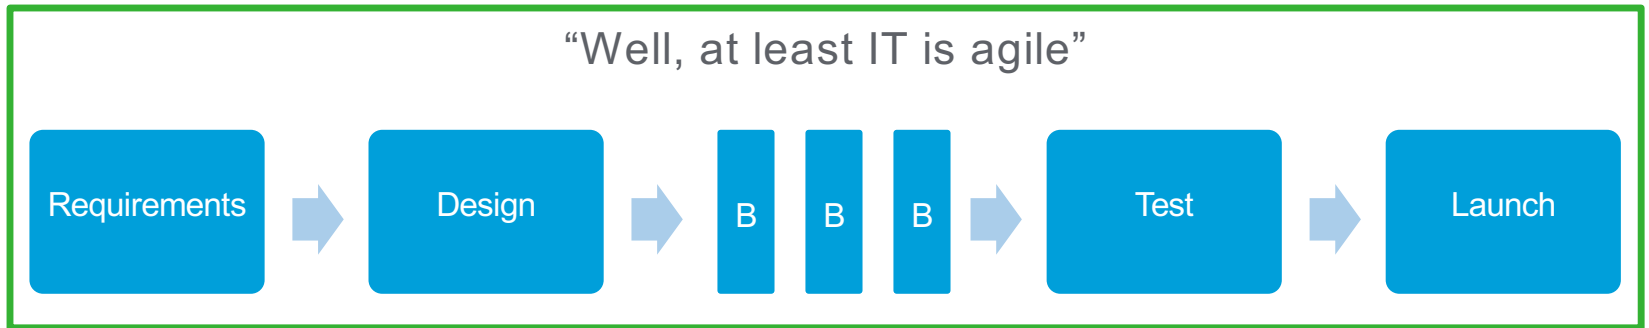 “Well, at least IT is agile”
Requirements
Design
B
B
B
Test
Launch